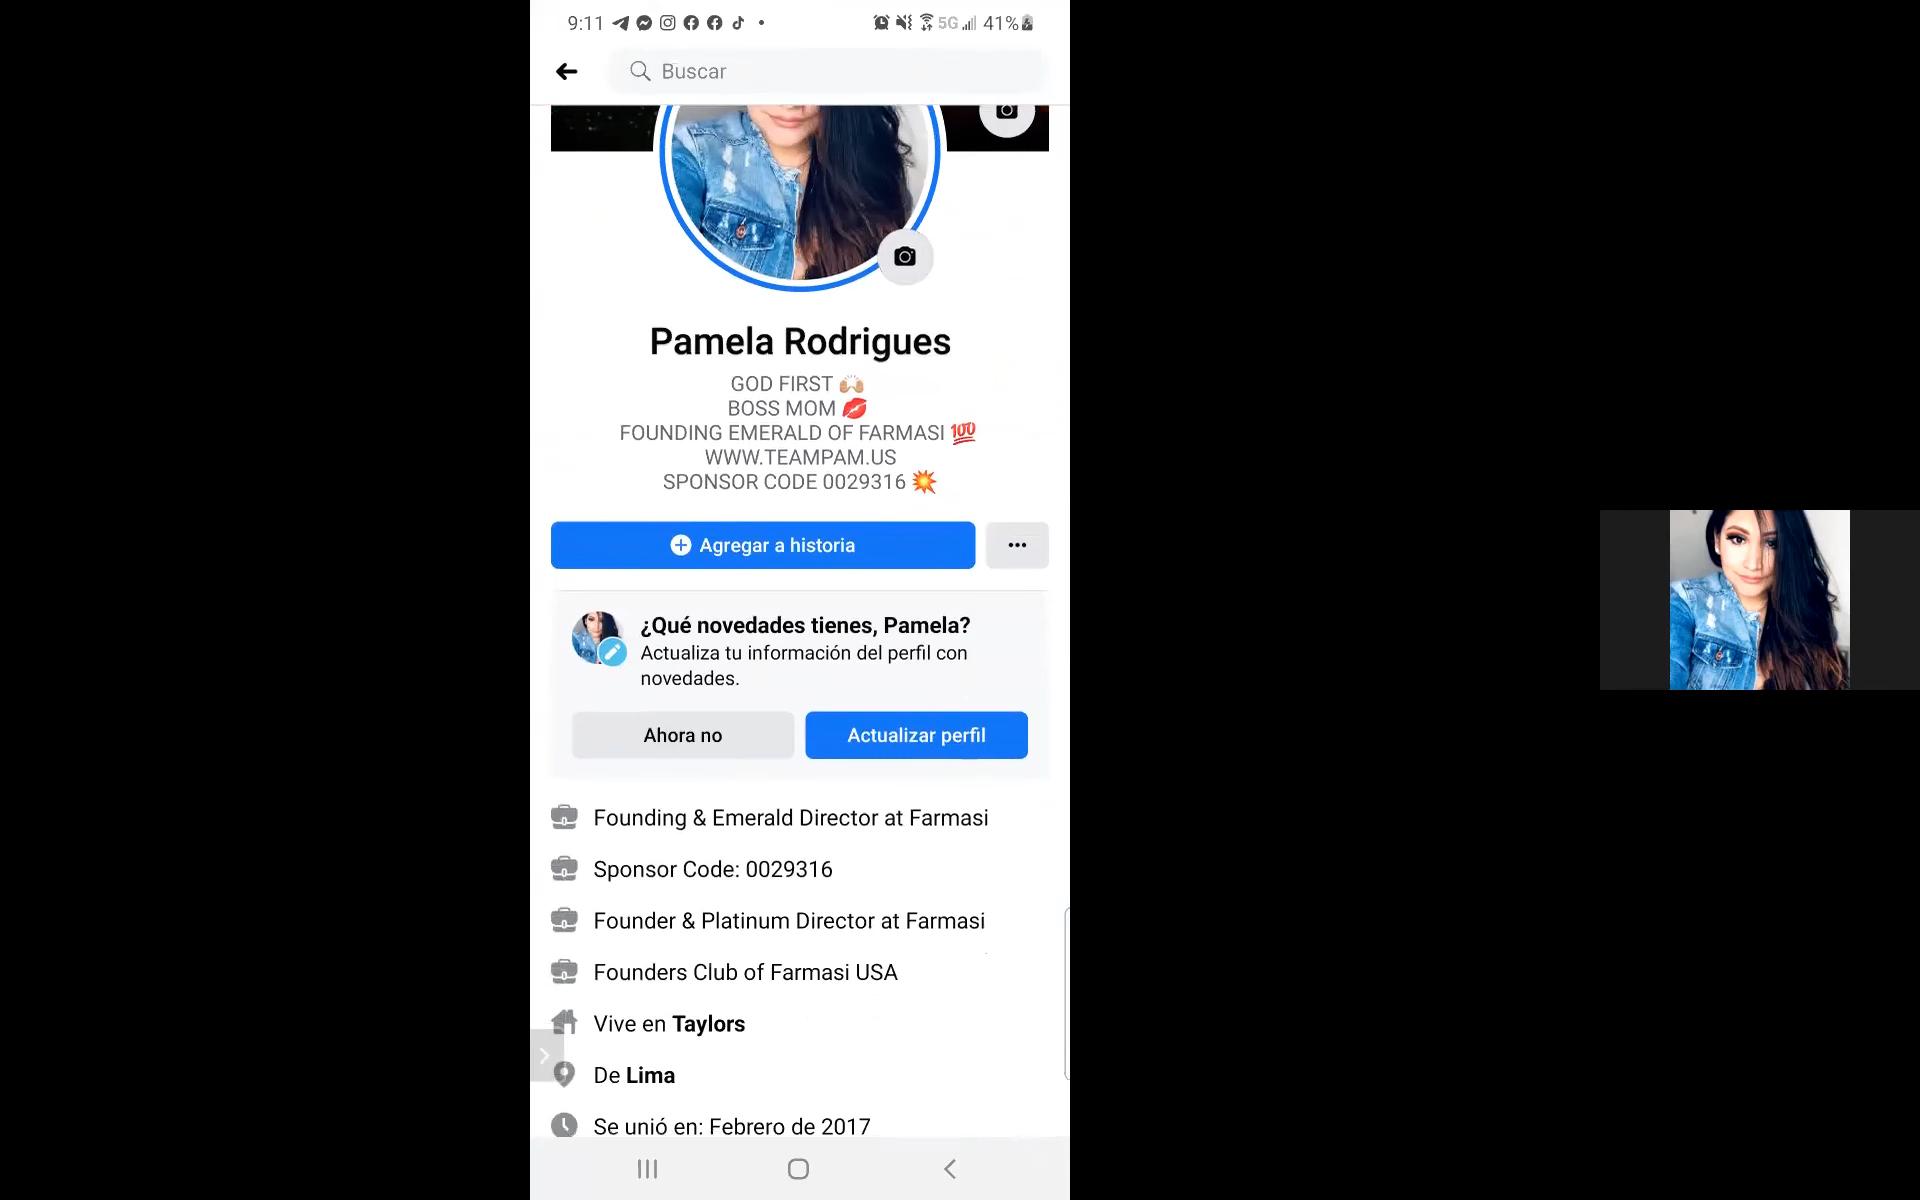 9:11
5G 41%
Buscar
Pamela Rodrigues
GOD FIRST 🙌🏼
BOSS MOM 💋
FOUNDING EMERALD OF FARMASI 💯
WWW.TEAMPAM.US
SPONSOR CODE 0029316 💥
Agregar a historia
¿Qué novedades tienes, Pamela?
Actualiza tu información del perfil con
novedades.
Ahora no
Actualizar perfil
Founding & Emerald Director at Farmasi
Sponsor Code: 0029316
Founder & Platinum Director at Farmasi
Founders Club of Farmasi USA
Vive en Taylors
De Lima
Se unió en: Febrero de 2017